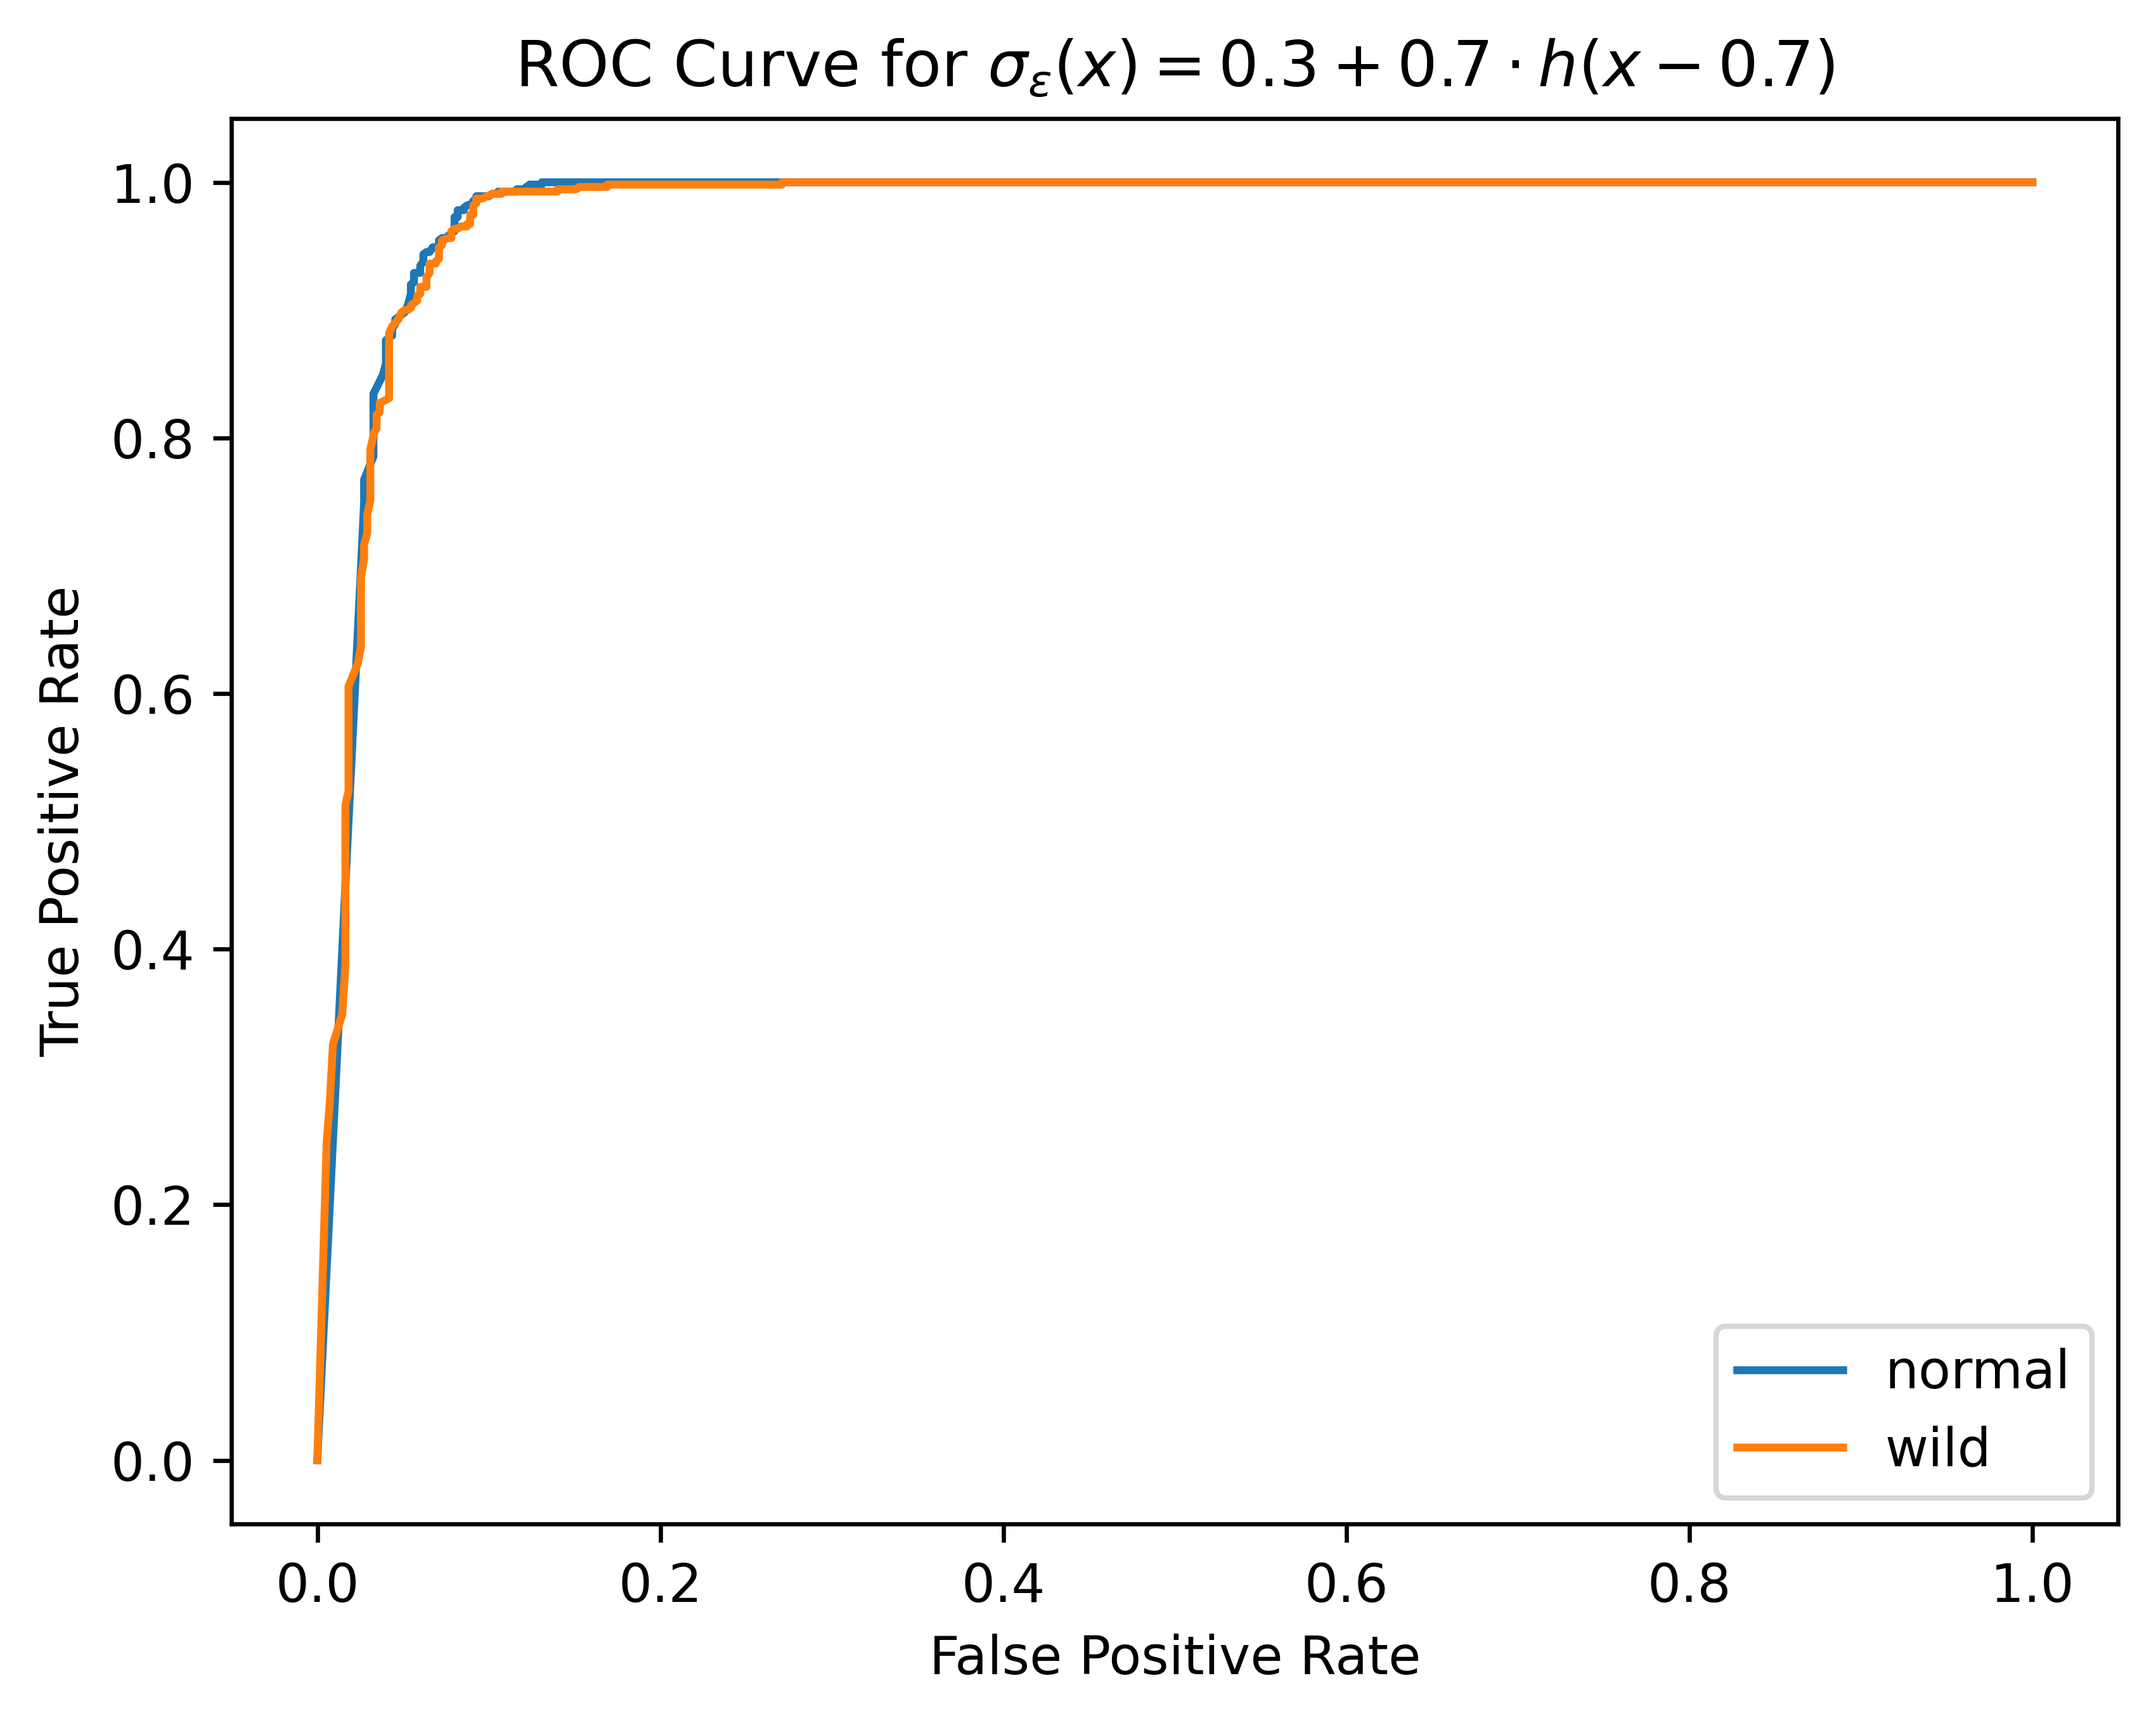 ROC Curve for σ_ε(x) = 0.3 + 0.7 · h(x − 0.7)
1.0
0.8
0.6
0.4
0.2
0.0
True Positive Rate
normal
wild
0.0 0.2 0.4 0.6 0.8 1.0
False Positive Rate